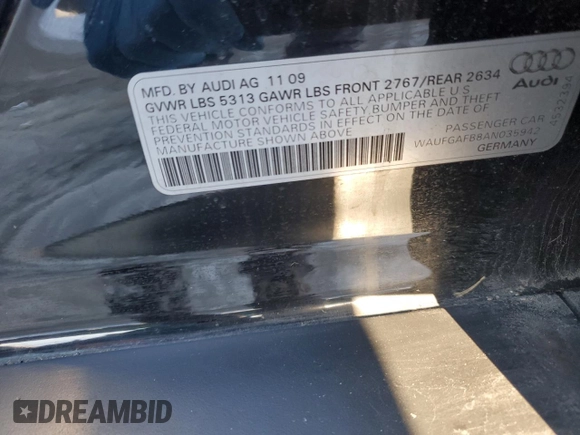 MFD. BY AUDI AG 11 09
GVWR LBS 5313 GAWR LBS FRONT 2767/REAR 2634
THIS VEHICLE CONFORMS TO ALL APPLICABLE U S
FEDERAL MOTOR VEHICLE SAFETY BUMPER AND THEFT
PREVENTION STANDARDS IN EFFECT ON THE DATE OF
MANUFACTURE SHOWN ABOVE
PASSENGER CAR
WAUFGAFB8AN035942
GERMANY
Audi
DREAMBID